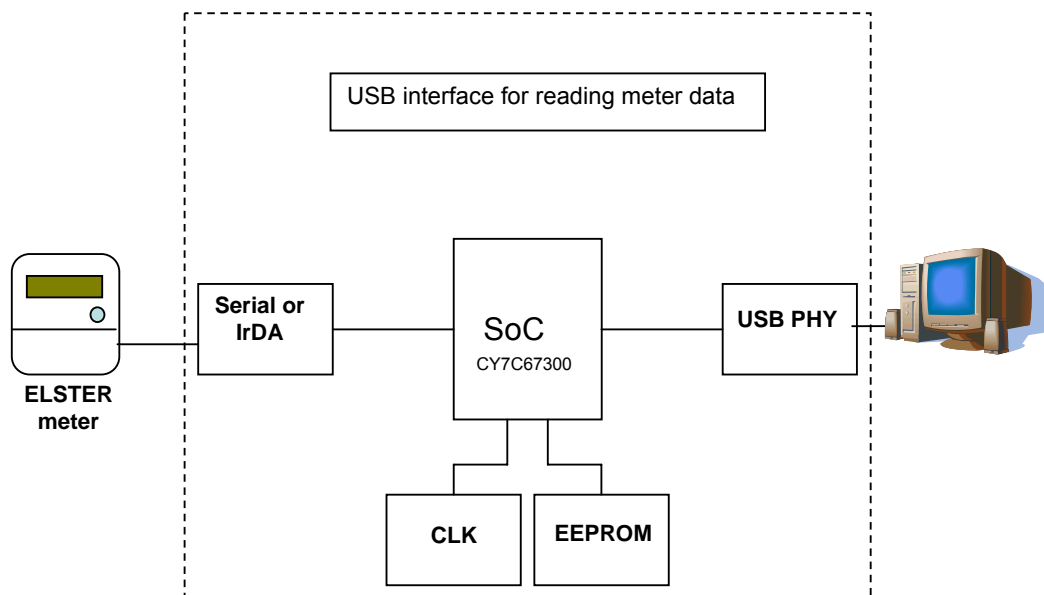 USB interface for reading meter data
Serial or
IrDA
SoC
CY7C67300
USB PHY
ELSTER
meter
CLK
EEPROM